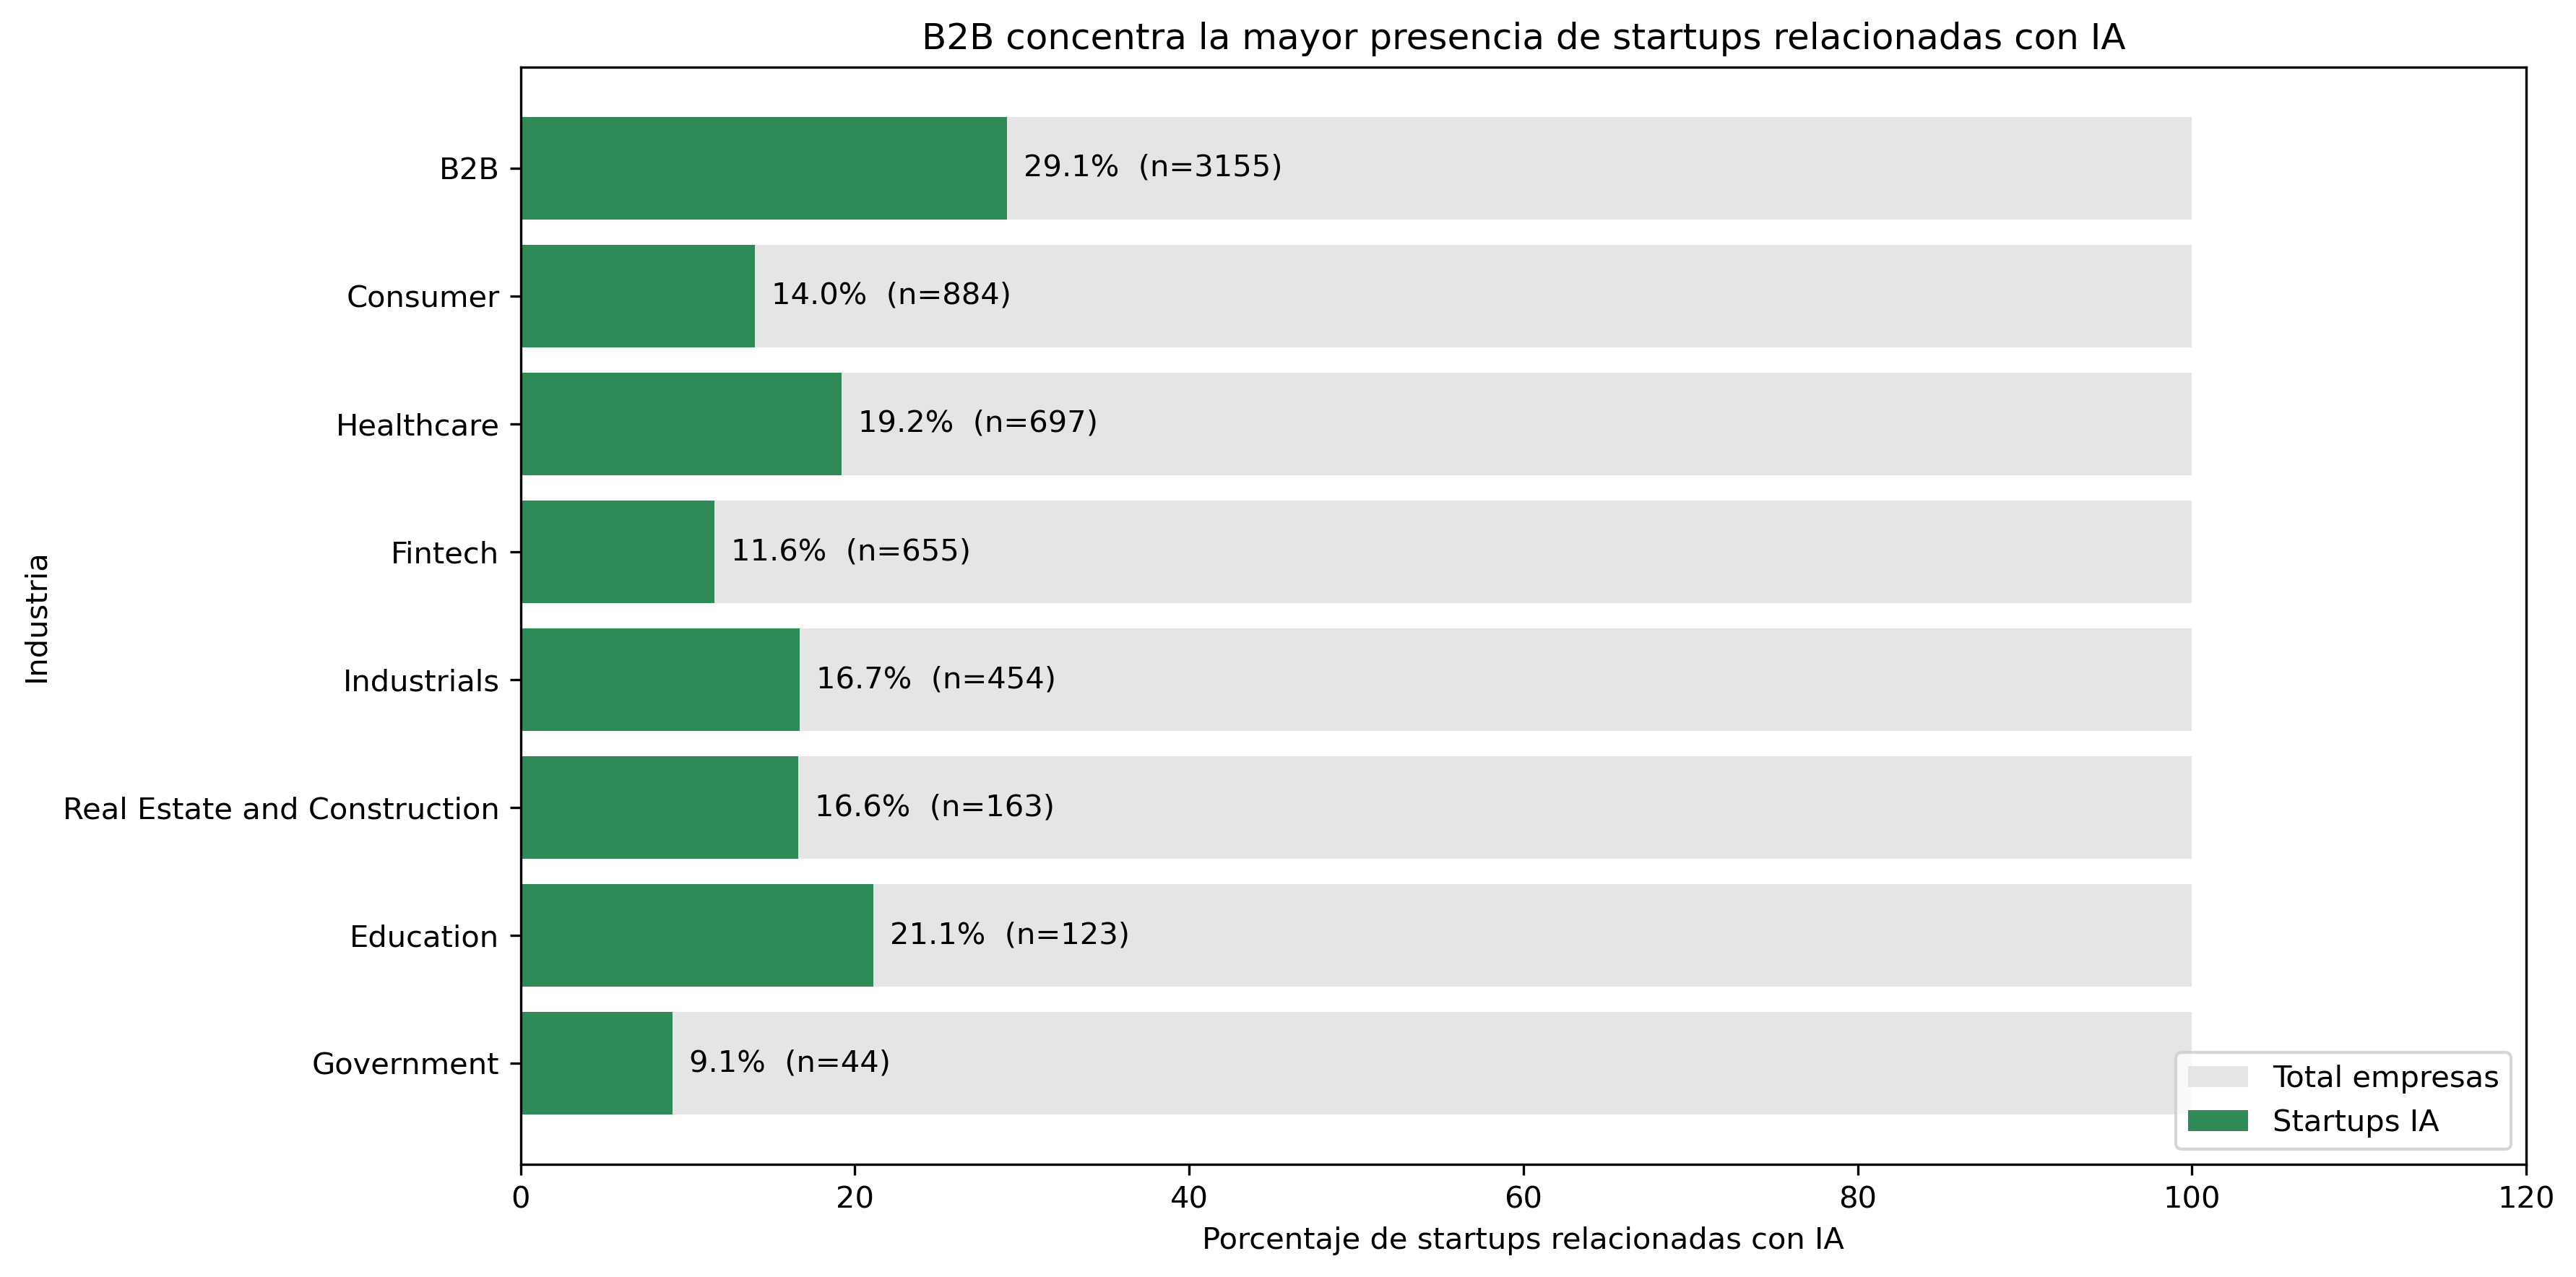 B2B concentra la mayor presencia de startups relacionadas con IA
Industria
B2B
29.1%  (n=3155)
Consumer
14.0%  (n=884)
Healthcare
19.2%  (n=697)
Fintech
11.6%  (n=655)
Industrials
16.7%  (n=454)
Real Estate and Construction
16.6%  (n=163)
Education
21.1%  (n=123)
Government
9.1%  (n=44)
Total empresas
Startups IA
0 20 40 60 80 100 120
Porcentaje de startups relacionadas con IA